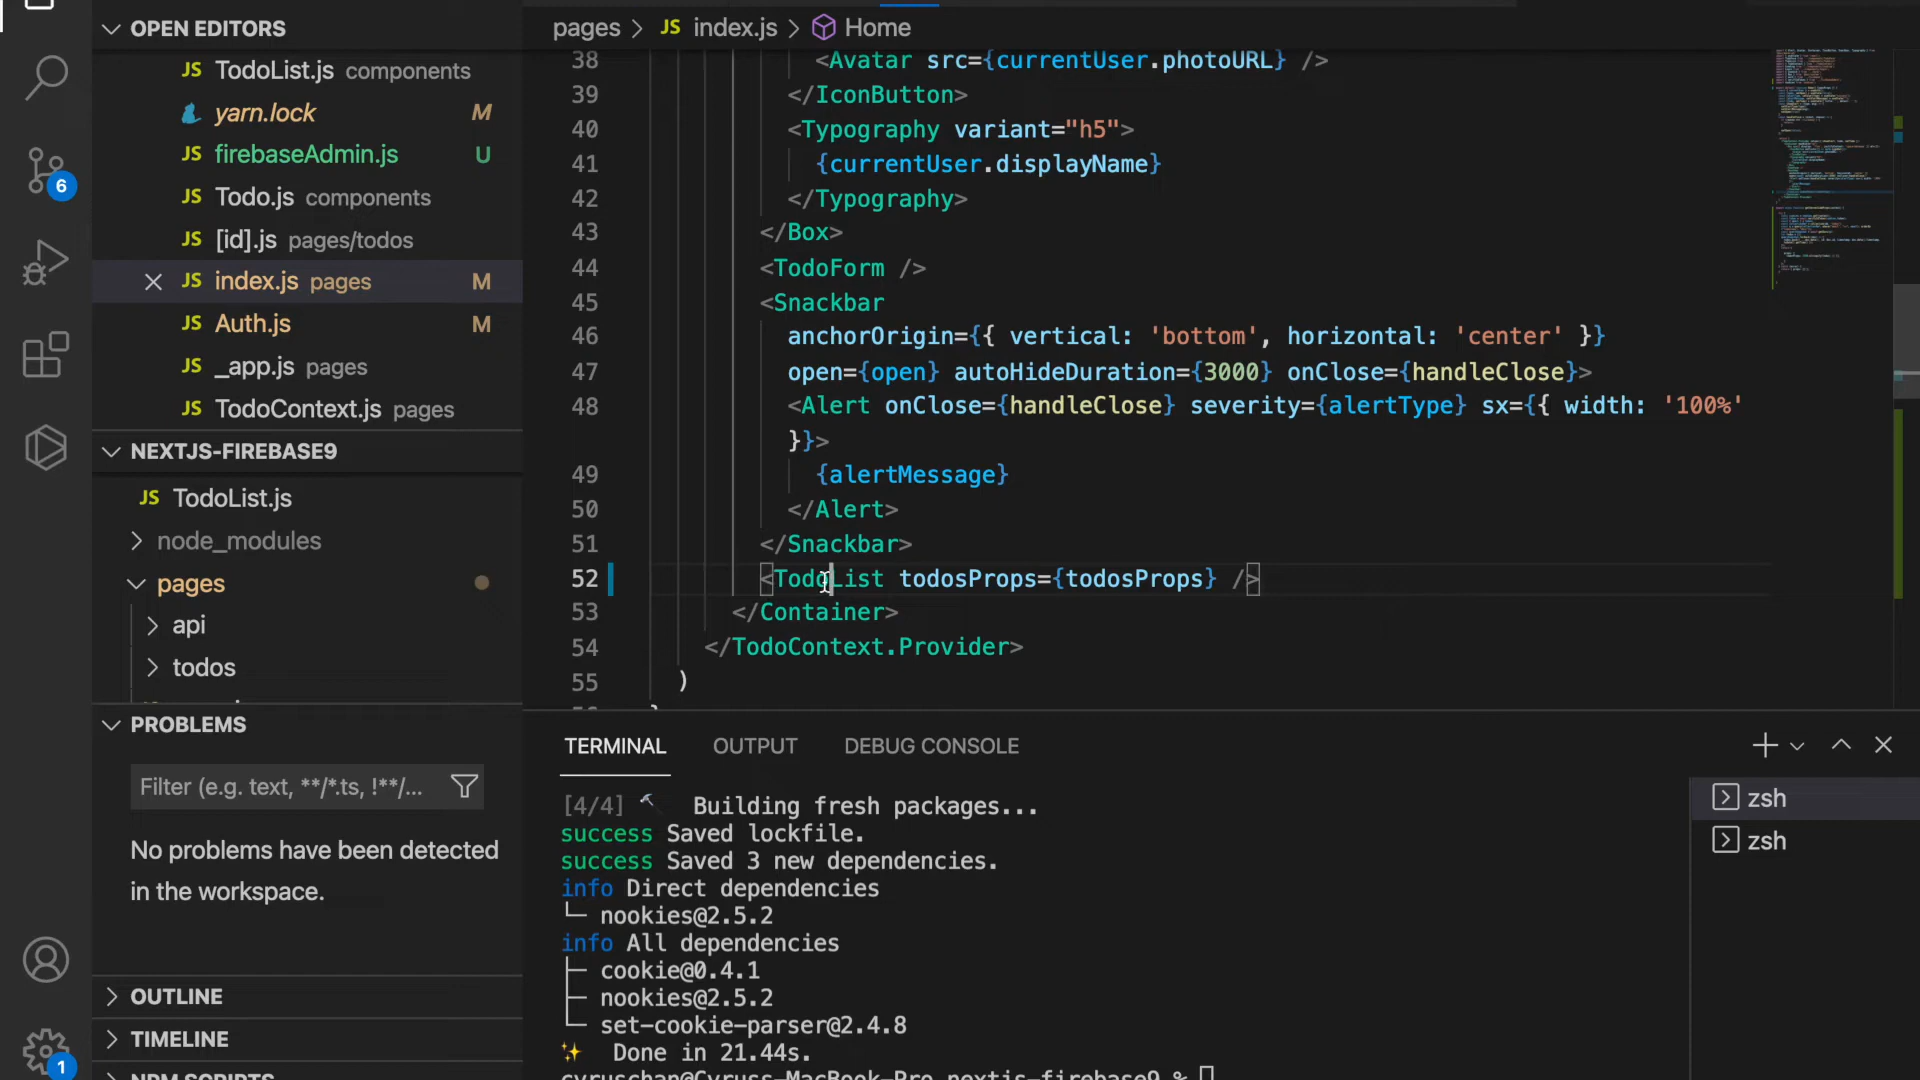 OPEN EDITORS
JS TodoList.js components
yarn.lock M
JS firebaseAdmin.js U
JS Todo.js components
JS [id].js pages/todos
JS index.js pages M
JS Auth.js M
JS _app.js pages
JS TodoContext.js pages
NEXTJS-FIREBASE9
JS TodoList.js
node_modules
pages
api
todos
PROBLEMS
Filter (e.g. text, **/*.ts, !**/...
No problems have been detected
in the workspace.
OUTLINE
TIMELINE
NPM SCRIPTS
6
1
pages > JS index.js > Home
38 <Avatar src={currentUser.photoURL} />
39 </IconButton>
40 <Typography variant="h5">
41 {currentUser.displayName}
42 </Typography>
43 </Box>
44 <TodoForm />
45 <Snackbar
46 anchorOrigin={{ vertical: 'bottom', horizontal: 'center' }}
47 open={open} autoHideDuration={3000} onClose={handleClose}>
48 <Alert onClose={handleClose} severity={alertType} sx={{ width: '100%'
}}>
49 {alertMessage}
50 </Alert>
51 </Snackbar>
52 <TodoList todosProps={todosProps} />
53 </Container>
54 </TodoContext.Provider>
55 )
TERMINAL OUTPUT DEBUG CONSOLE
[4/4] Building fresh packages...
success Saved lockfile.
success Saved 3 new dependencies.
info Direct dependencies
└─ nookies@2.5.2
info All dependencies
├─ cookie@0.4.1
├─ nookies@2.5.2
└─ set-cookie-parser@2.4.8
✨ Done in 21.44s.
cyruschan@Cyruss-MacBook-Pro nextjs-firebase9 %
zsh
zsh